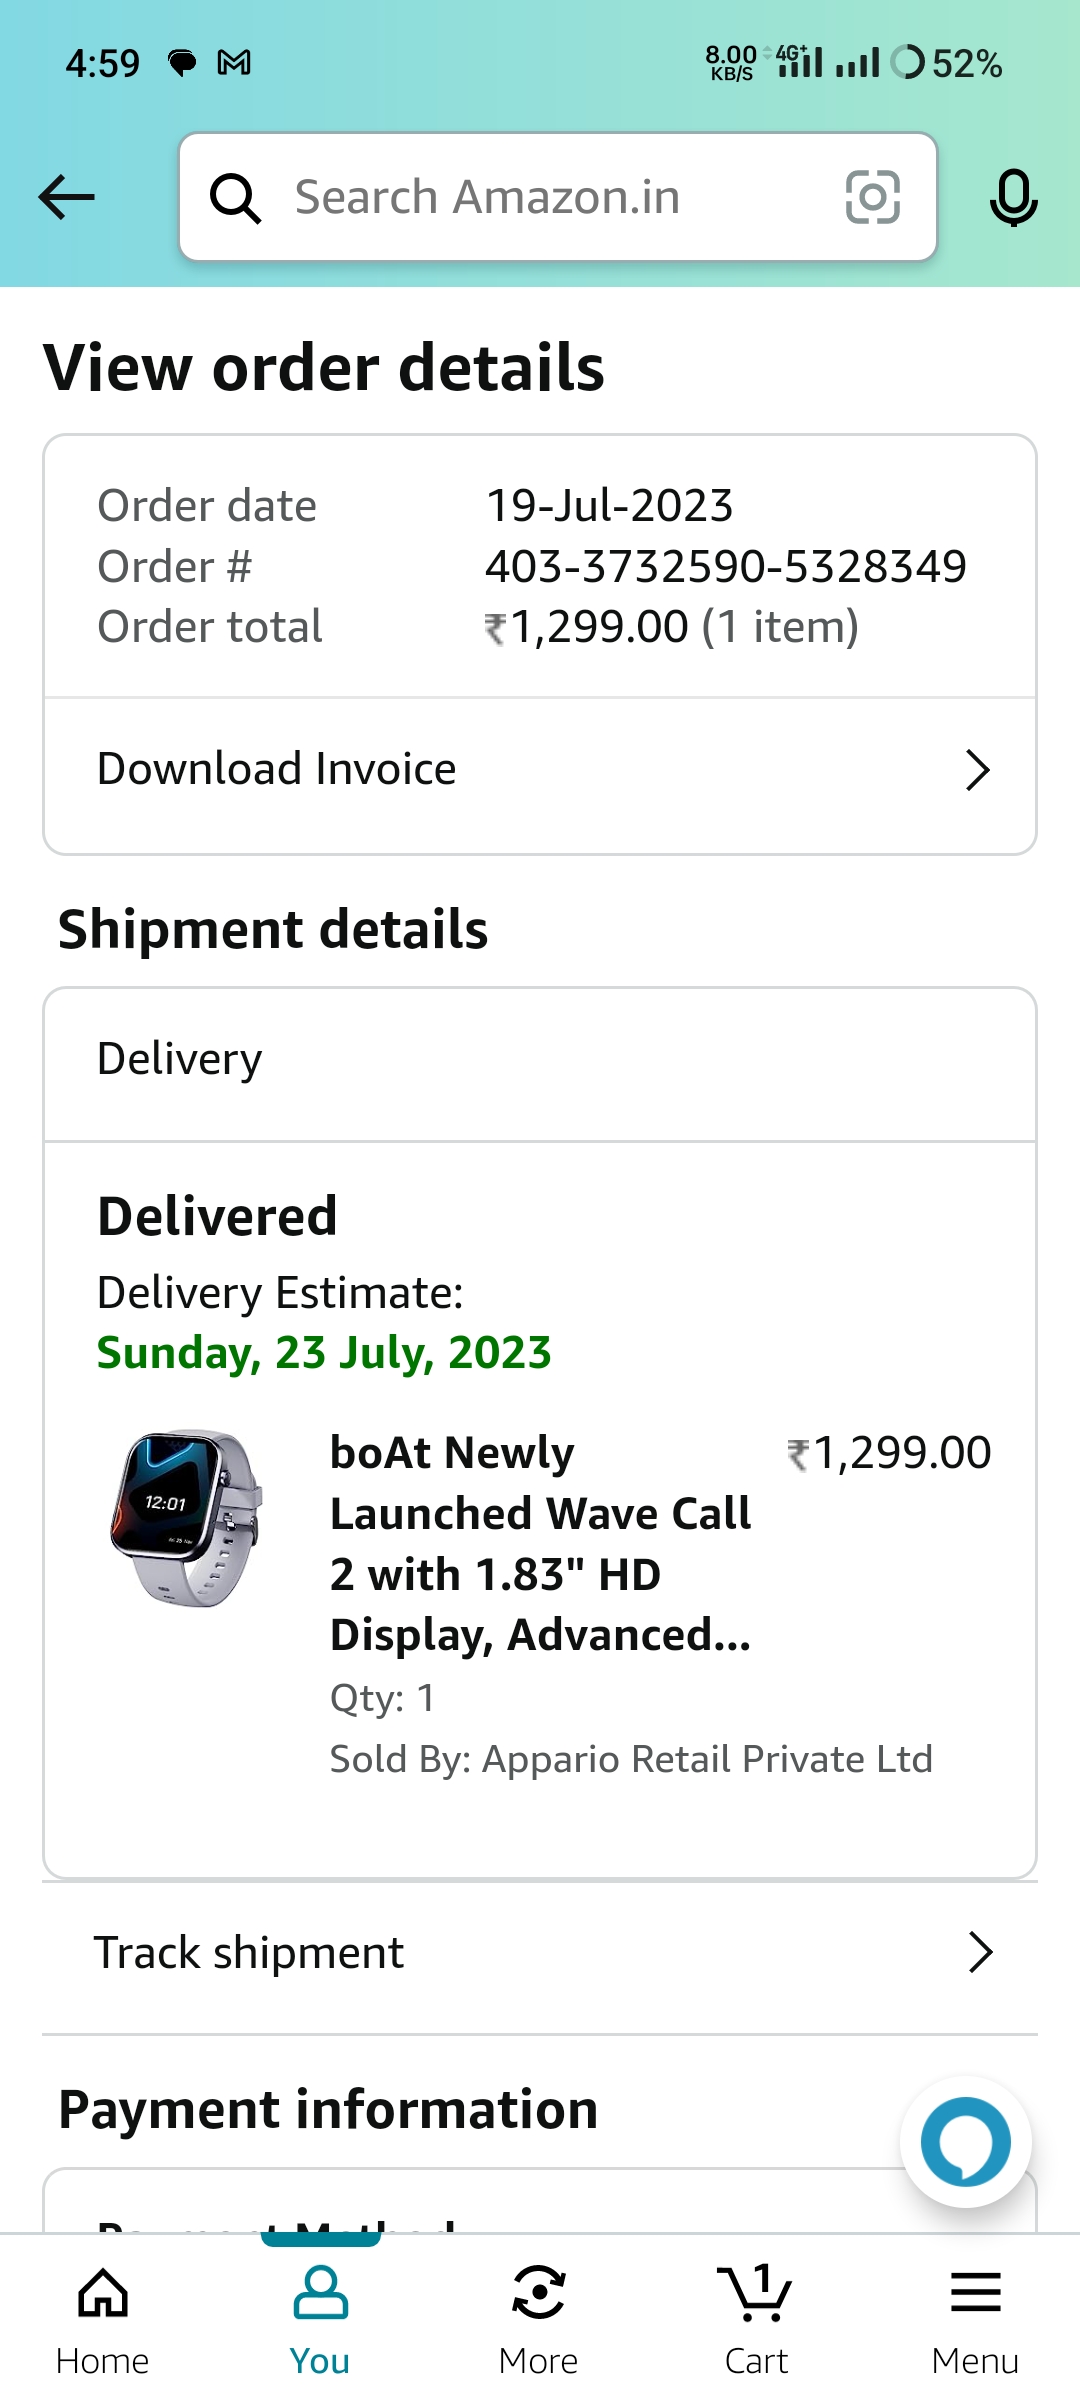 4:59
8.00 KB/S 4G+ 52%
Search Amazon.in
View order details
Order date 19-Jul-2023
Order # 403-3732590-5328349
Order total ₹1,299.00 (1 item)
Download Invoice
Shipment details
Delivery
Delivered
Delivery Estimate:
Sunday, 23 July, 2023
12:01
boAt Newly ₹1,299.00
Launched Wave Call
2 with 1.83" HD
Display, Advanced...
Qty: 1
Sold By: Appario Retail Private Ltd
Track shipment
Payment information
Payment Method
1
Home You More Cart Menu